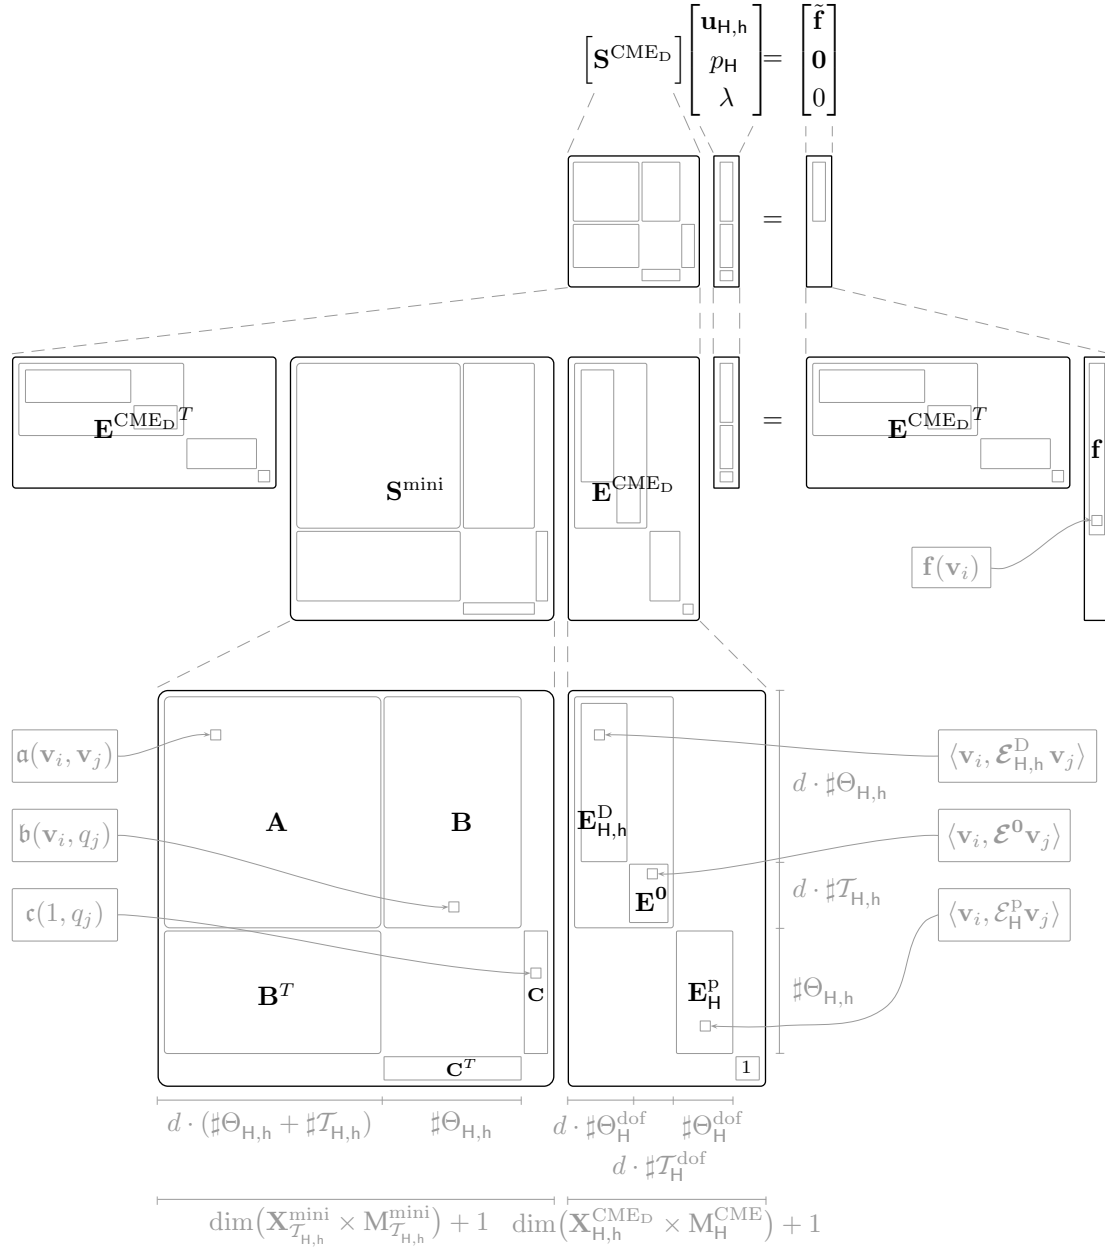 [S^{CME_D}] [u_{H,h} p_H λ] = [f̃ 0 0]
=
E^{CME_D T} S^{mini} E^{CME_D} = E^{CME_D T} f
f(v_i)
𝔞(v_i, v_j) A B E^D_{H,h} d · ♯Θ_{H,h} ⟨v_i, ℰ^D_{H,h} v_j⟩
𝔟(v_i, q_j) ⟨v_i, ℰ^0 v_j⟩
𝔠(1, q_j) E^0 d · ♯𝒯_{H,h} ⟨v_i, ℰ^p_H v_j⟩
B^T C E^p_H ♯Θ_{H,h}
C^T 1
d · (♯Θ_{H,h} + ♯𝒯_{H,h}) ♯Θ_{H,h} d · ♯Θ^{dof}_H ♯Θ^{dof}_H
d · ♯𝒯^{dof}_H
dim(X^{mini}_{𝒯_{H,h}} × M^{mini}_{𝒯_{H,h}}) + 1 dim(X^{CME_D}_{H,h} × M^{CME}_H) + 1